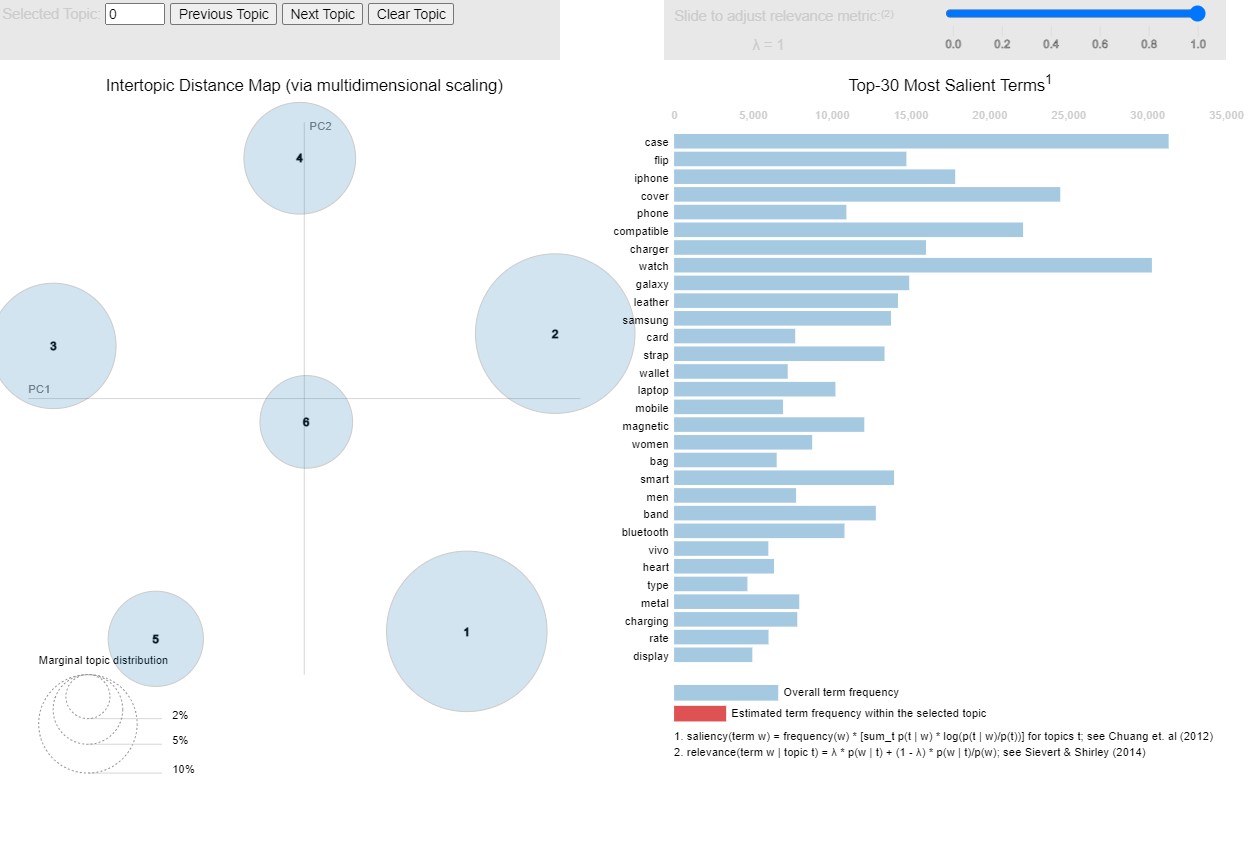 Selected Topic: 0 Previous Topic Next Topic Clear Topic
Slide to adjust relevance metric:(2)
λ = 1
0.0 0.2 0.4 0.6 0.8 1.0
Intertopic Distance Map (via multidimensional scaling)
PC2
4
3
2
PC1
6
1
5
Marginal topic distribution
2%
5%
10%
Top-30 Most Salient Terms1
0 5,000 10,000 15,000 20,000 25,000 30,000 35,000
case
flip
iphone
cover
phone
compatible
charger
watch
galaxy
leather
samsung
card
strap
wallet
laptop
mobile
magnetic
women
bag
smart
men
band
bluetooth
vivo
heart
type
metal
charging
rate
display
Overall term frequency
Estimated term frequency within the selected topic
1. saliency(term w) = frequency(w) * [sum_t p(t | w) * log(p(t | w)/p(t))] for topics t; see Chuang et. al (2012)
2. relevance(term w | topic t) = λ * p(w | t) + (1 - λ) * p(w | t)/p(w); see Sievert & Shirley (2014)